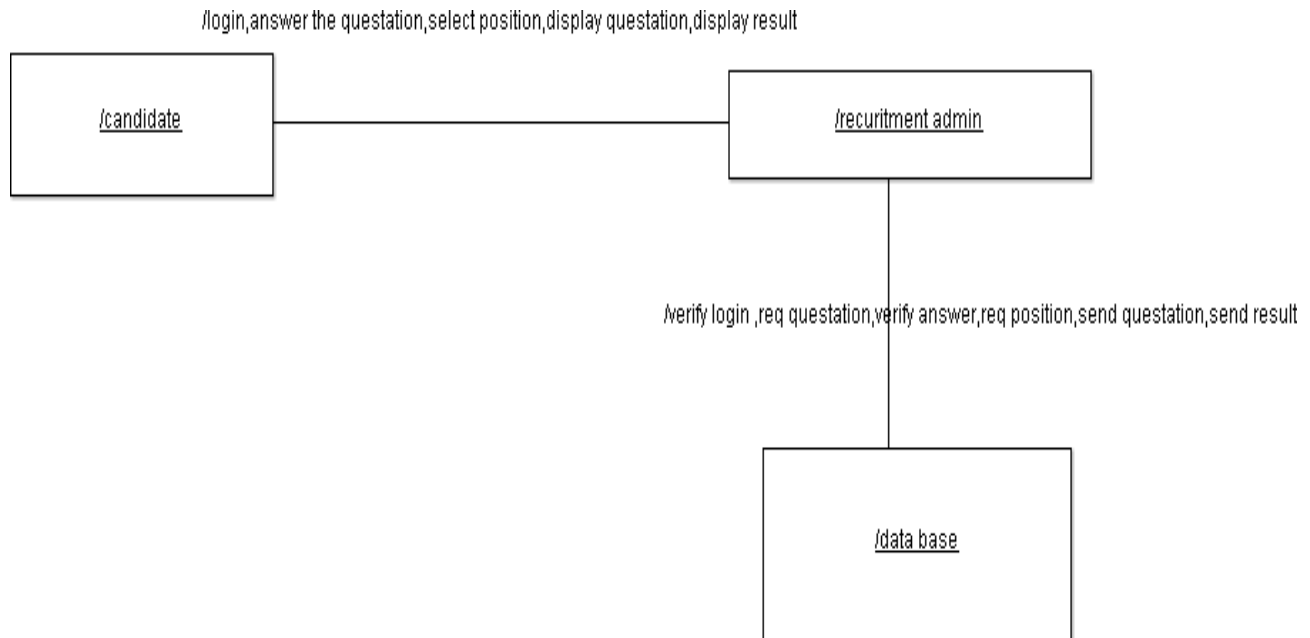 /login,answer the questation,select position,display questation,display result
/candidate
/recuritment admin
/verify login ,req questation,verify answer,req position,send questation,send result
/data base